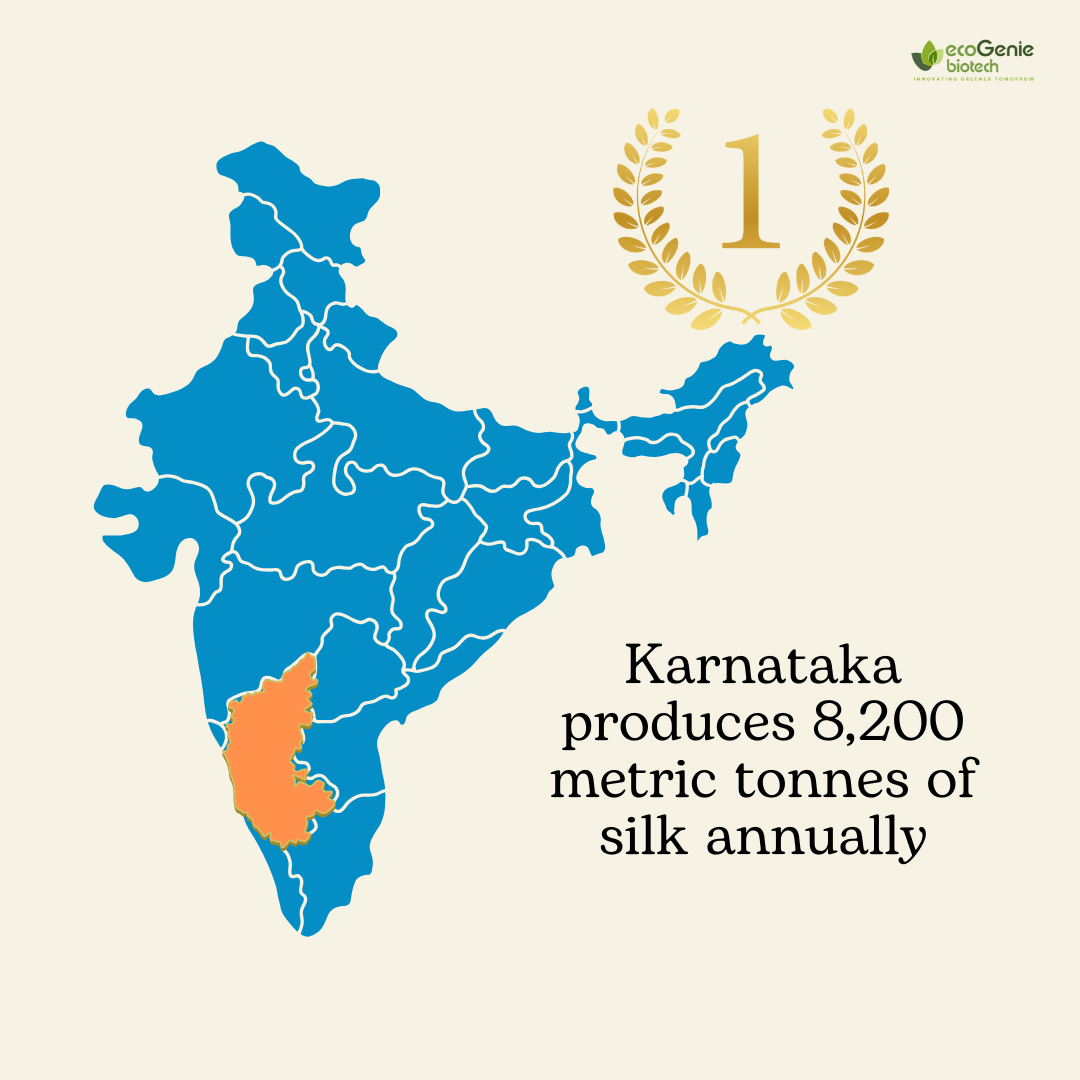 ecoGenie
biotech
INNOVATING GREENER TOMORROW
1
Karnataka
produces 8,200
metric tonnes of
silk annually